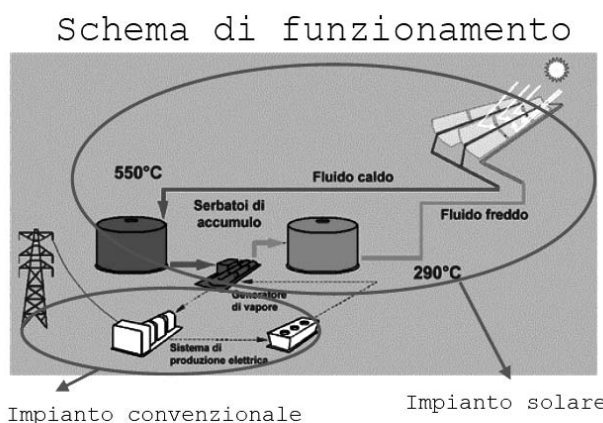 Schema di funzionamento
550°C
Fluido caldo
Serbatoi di
accumulo
Fluido freddo
290°C
Generatore
di vapore
Sistema di
produzione elettrica
Impianto convenzionale
Impianto solare